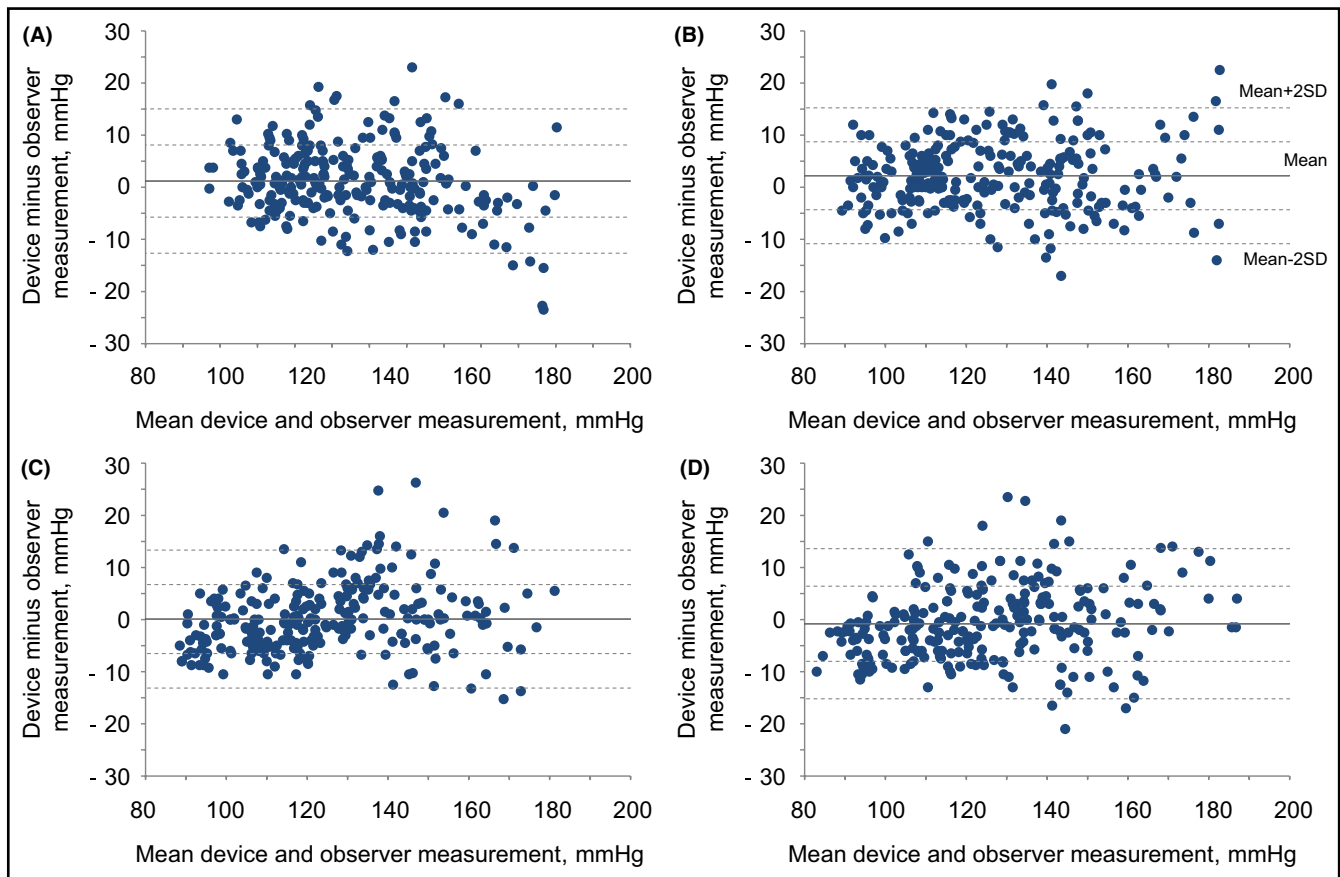 (A)
Device minus observer
measurement, mmHg
30
20
10
0
- 10
- 20
- 30
80 100 120 140 160 180 200
Mean device and observer measurement, mmHg
(B)
Device minus observer
measurement, mmHg
30
20
10
0
- 10
- 20
- 30
Mean+2SD
Mean
Mean-2SD
80 100 120 140 160 180 200
Mean device and observer measurement, mmHg
(C)
Device minus observer
measurement, mmHg
30
20
10
0
- 10
- 20
- 30
80 100 120 140 160 180 200
Mean device and observer measurement, mmHg
(D)
Device minus observer
measurement, mmHg
30
20
10
0
- 10
- 20
- 30
80 100 120 140 160 180 200
Mean device and observer measurement, mmHg